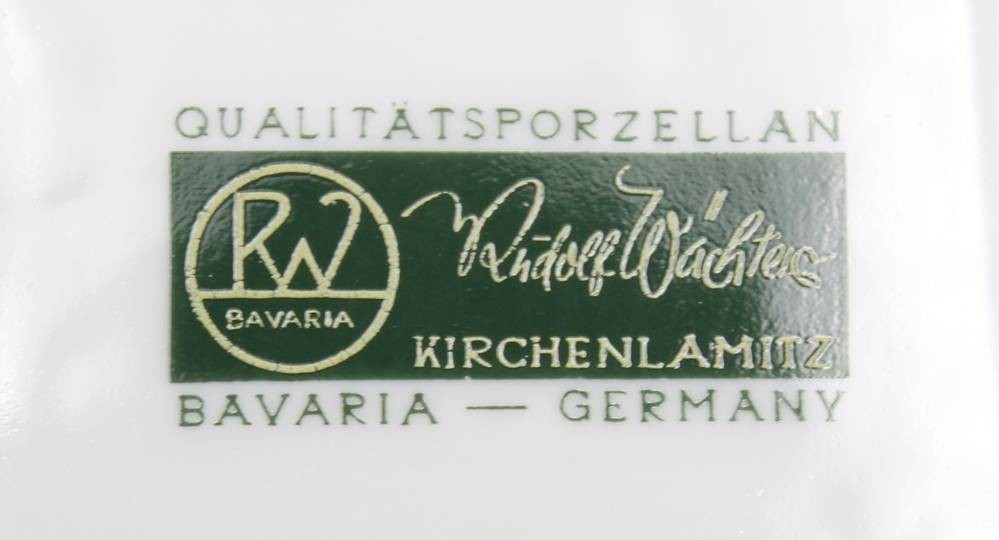 QUALITÄTSPORZELLAN
RW
BAVARIA
Rudolf Wächter
KIRCHENLAMITZ
BAVARIA — GERMANY